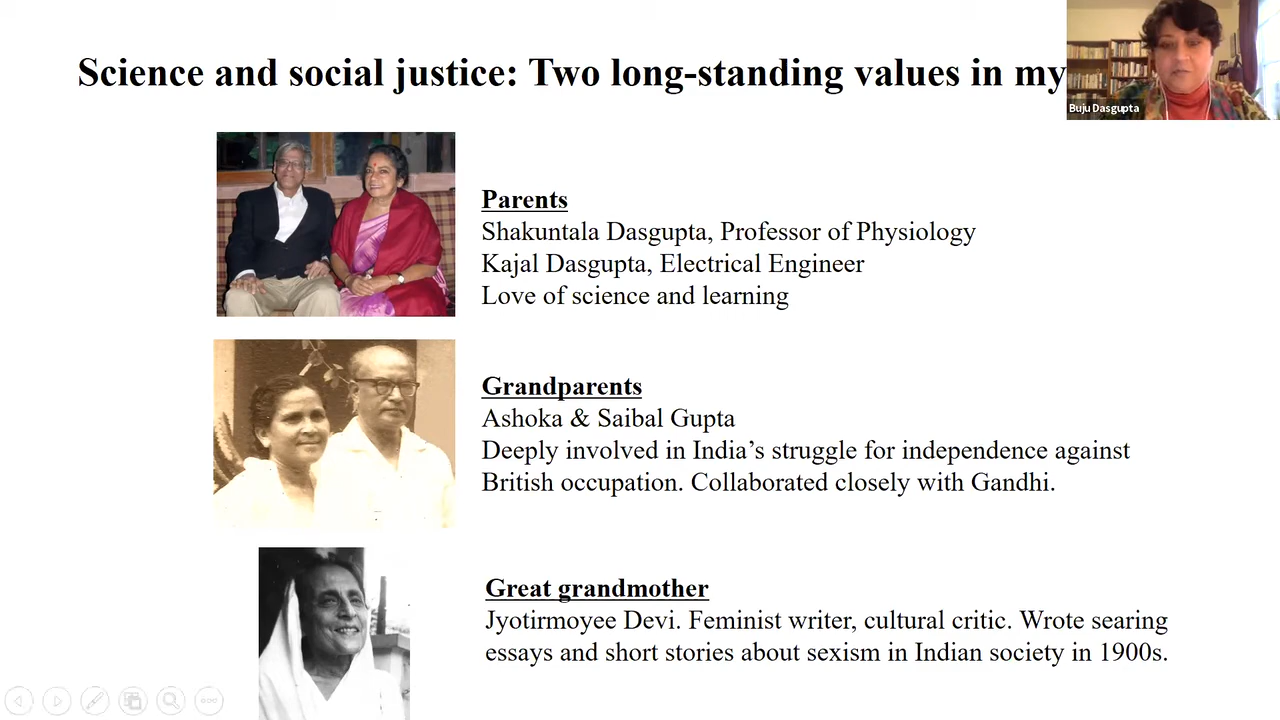 Science and social justice: Two long-standing values in my
Buju Dasgupta
Parents
Shakuntala Dasgupta, Professor of Physiology
Kajal Dasgupta, Electrical Engineer
Love of science and learning
Grandparents
Ashoka & Saibal Gupta
Deeply involved in India’s struggle for independence against
British occupation. Collaborated closely with Gandhi.
Great grandmother
Jyotirmoyee Devi. Feminist writer, cultural critic. Wrote searing
essays and short stories about sexism in Indian society in 1900s.